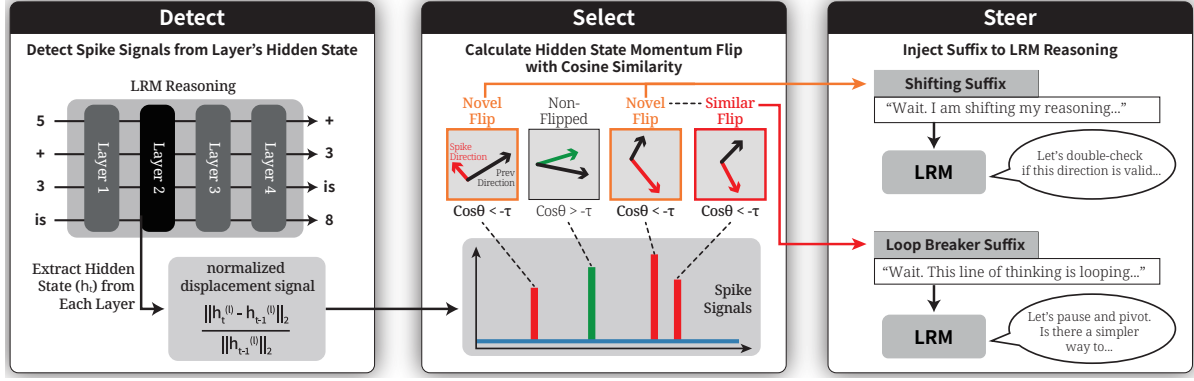 Detect
Detect Spike Signals from Layer's Hidden State
LRM Reasoning
5
+
3
is
Layer 1
Layer 2
Layer 3
Layer 4
+
3
is
8
Extract Hidden
State (hₜ) from
Each Layer
normalized
displacement signal
||hₜ⁽ˡ⁾ - hₜ₋₁⁽ˡ⁾||₂
||hₜ₋₁⁽ˡ⁾||₂
Select
Calculate Hidden State Momentum Flip
with Cosine Similarity
Novel
Flip
Non-
Flipped
Novel
Flip
Similar
Flip
Spike
Direction
Prev
Direction
Cosθ < -τ
Cosθ > -τ
Cosθ < -τ
Cosθ < -τ
Spike
Signals
Steer
Inject Suffix to LRM Reasoning
Shifting Suffix
“Wait. I am shifting my reasoning...”
LRM
Let's double-check
if this direction is valid...
Loop Breaker Suffix
“Wait. This line of thinking is looping...”
LRM
Let's pause and pivot.
Is there a simpler
way to...